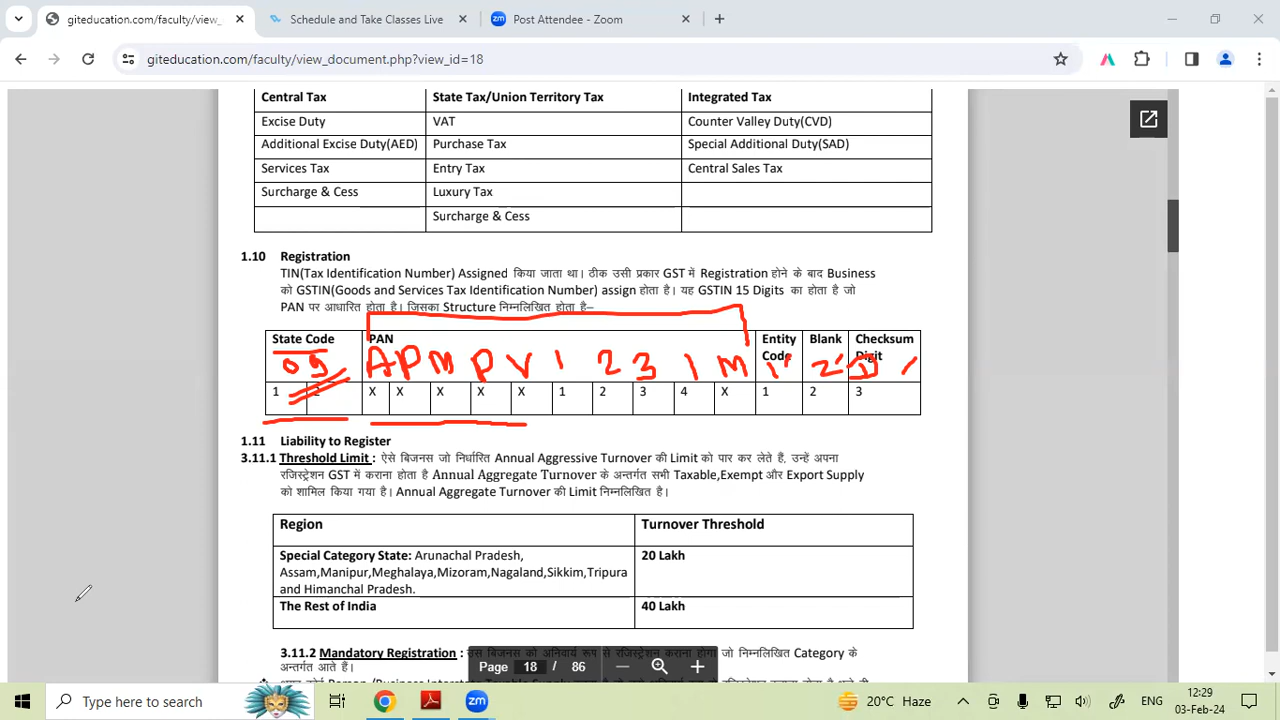 giteducation.com/faculty/view_
Schedule and Take Classes Live
Post Attendee - Zoom
giteducation.com/faculty/view_document.php?view_id=18
Central Tax State Tax/Union Territory Tax Integrated Tax
Excise Duty VAT Counter Valley Duty(CVD)
Additional Excise Duty(AED) Purchase Tax Special Additional Duty(SAD)
Services Tax Entry Tax Central Sales Tax
Surcharge & Cess Luxury Tax
Surcharge & Cess
1.10 Registration
TIN(Tax Identification Number) Assigned किया जाता था। ठीक उसी प्रकार GST में Registration होने के बाद Business
को GSTIN(Goods and Services Tax Identification Number) assign होता है। यह GSTIN 15 Digits का होता है जो
PAN पर आधारित होता है। जिसका Structure निम्नलिखित होता है–
State Code PAN Entity Code Blank Checksum Digit
05 A P M P V 1 2 3 1 M 1 Z D
1 2 X X X X X 1 2 3 4 X 1 2 3
1.11 Liability to Register
3.11.1 Threshold Limit : ऐसे बिजनस जो निर्धारित Annual Aggressive Turnover की Limit को पार कर लेते हैं, उन्हें अपना
रजिस्ट्रेशन GST में कराना होता है Annual Aggregate Turnover के अन्तर्गत सभी Taxable,Exempt और Export Supply
को शामिल किया गया है। Annual Aggregate Turnover की Limit निम्नलिखित है।
Region Turnover Threshold
Special Category State: Arunachal Pradesh, 20 Lakh
Assam,Manipur,Meghalaya,Mizoram,Nagaland,Sikkim,Tripura
and Himanchal Pradesh.
The Rest of India 40 Lakh
3.11.2 Mandatory Registration : उस बिजनस को अनिवार्य रूप से रजिस्ट्रेशन कराना होगा जो निम्नलिखित Category के
अन्तर्गत आते हैं।
Page 18 / 86
Type here to search
20°C Haze
ENG
12:29
03-Feb-24